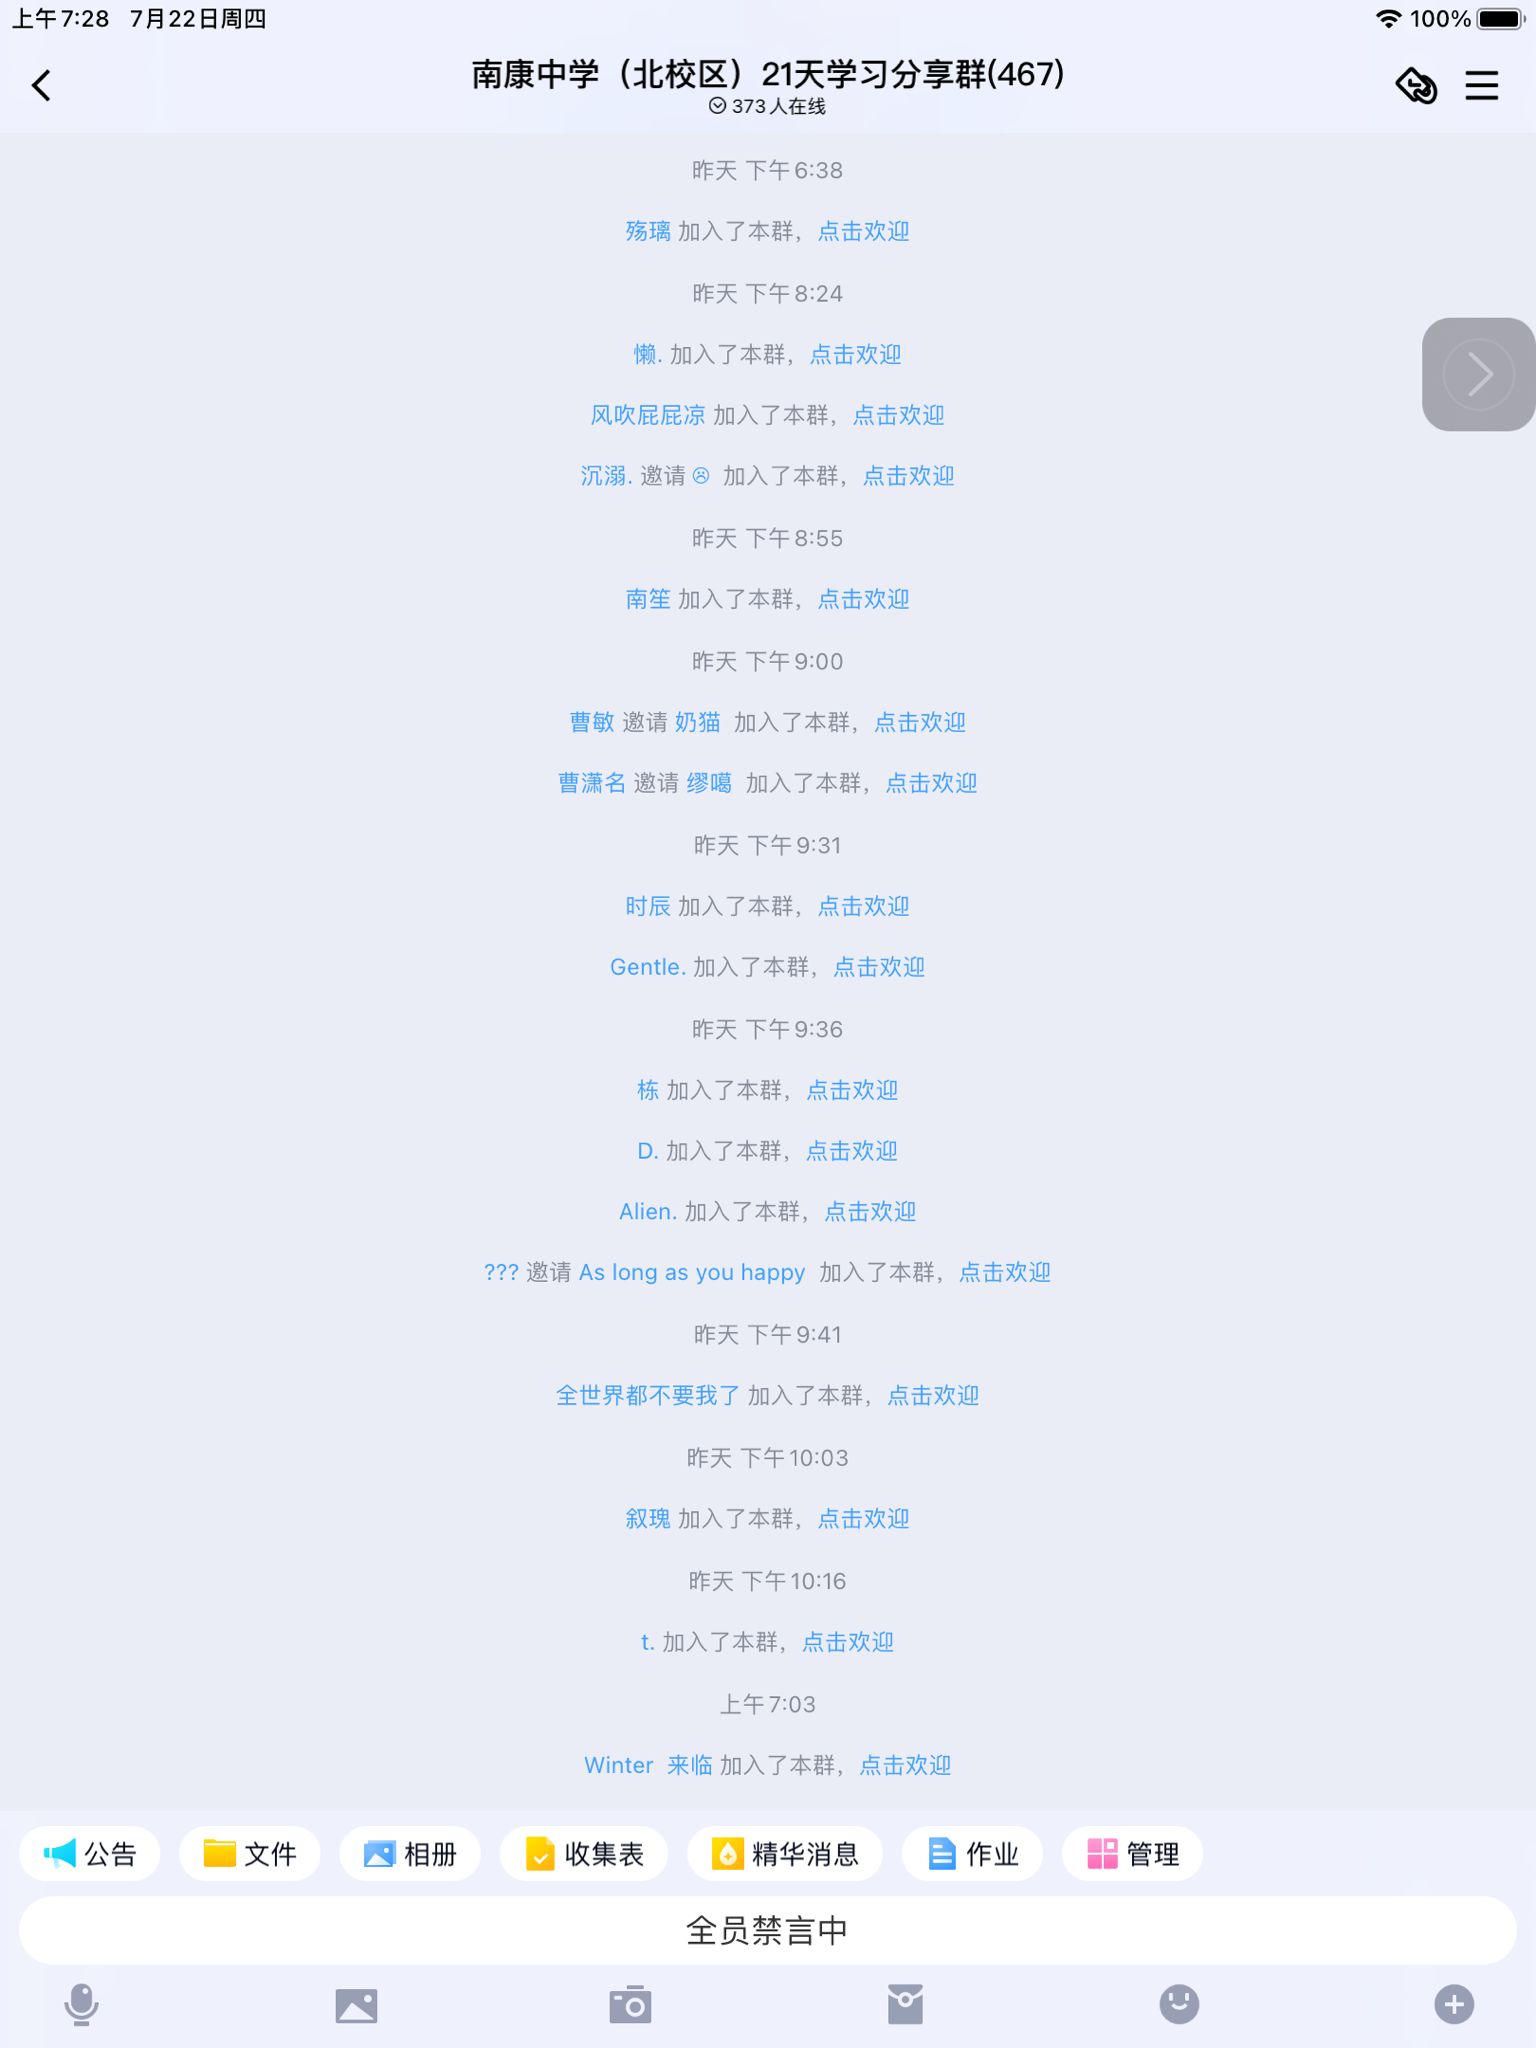 上午7:28 7月22日周四 100%
南康中学（北校区）21天学习分享群(467)
373人在线
昨天 下午6:38
殇璃 加入了本群，点击欢迎
昨天 下午8:24
懒. 加入了本群，点击欢迎
风吹屁屁凉 加入了本群，点击欢迎
沉溺. 邀请 ☹ 加入了本群，点击欢迎
昨天 下午8:55
南笙 加入了本群，点击欢迎
昨天 下午9:00
曹敏 邀请 奶猫 加入了本群，点击欢迎
曹潇名 邀请 缪噶 加入了本群，点击欢迎
昨天 下午9:31
时辰 加入了本群，点击欢迎
Gentle. 加入了本群，点击欢迎
昨天 下午9:36
栋 加入了本群，点击欢迎
D. 加入了本群，点击欢迎
Alien. 加入了本群，点击欢迎
??? 邀请 As long as you happy 加入了本群，点击欢迎
昨天 下午9:41
全世界都不要我了 加入了本群，点击欢迎
昨天 下午10:03
叙瑰 加入了本群，点击欢迎
昨天 下午10:16
t. 加入了本群，点击欢迎
上午7:03
Winter 来临 加入了本群，点击欢迎
公告 文件 相册 收集表 精华消息 作业 管理
全员禁言中